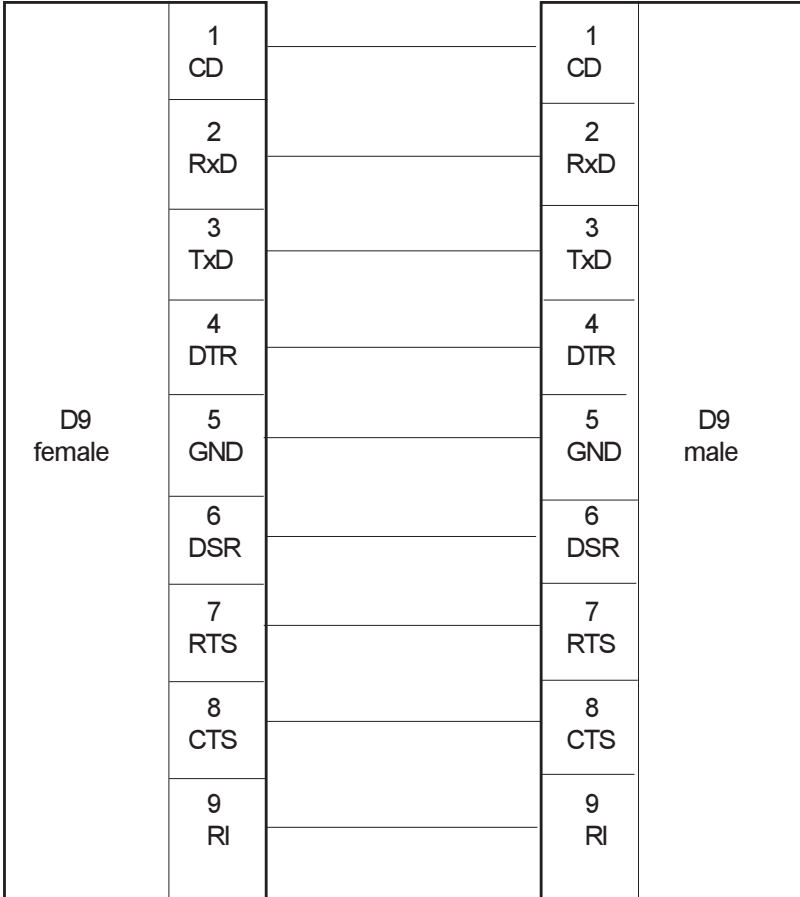 1
CD
1
CD
2
RxD
2
RxD
3
TxD
3
TxD
4
DTR
4
DTR
D9
female
5
GND
5
GND
D9
male
6
DSR
6
DSR
7
RTS
7
RTS
8
CTS
8
CTS
9
RI
9
RI